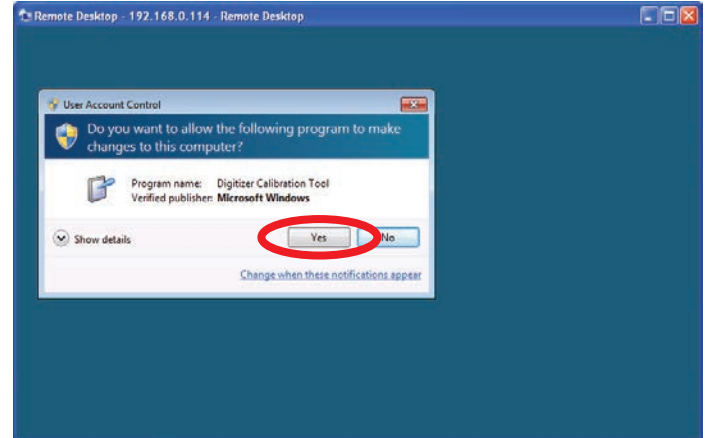 Remote Desktop - 192.168.0.114 - Remote Desktop
User Account Control
Do you want to allow the following program to make
changes to this computer?
Program name: Digitizer Calibration Tool
Verified publisher: Microsoft Windows
Show details Yes No
Change when these notifications appear